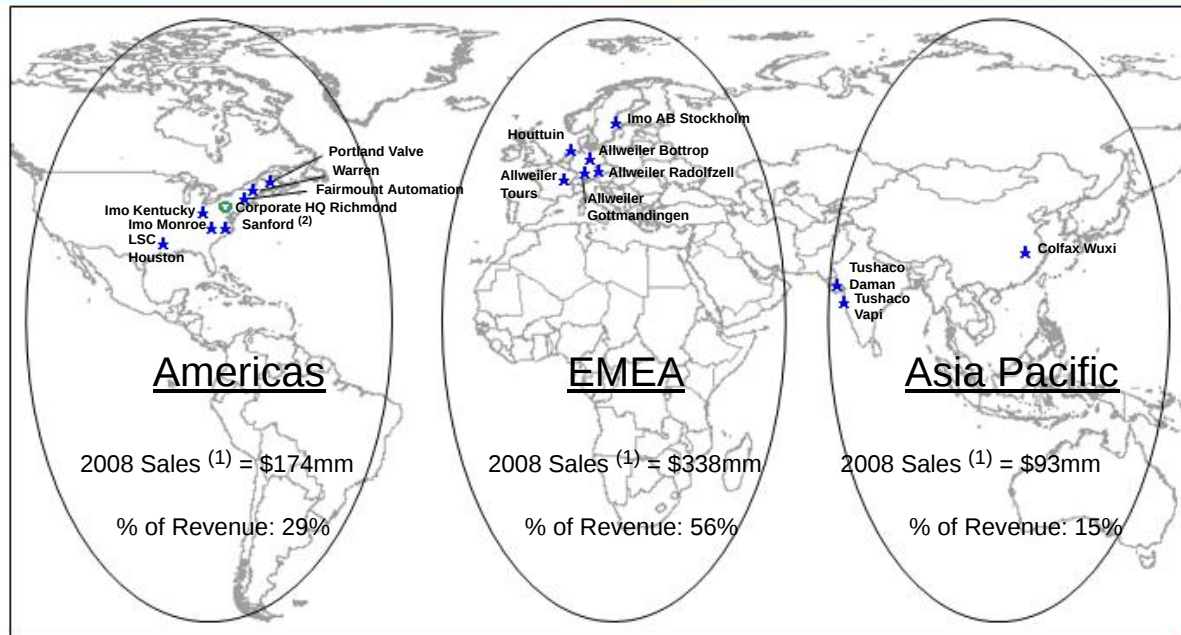 Portland Valve
Warren
Fairmount Automation
Imo Kentucky
Corporate HQ Richmond
Imo Monroe
Sanford (2)
LSC
Houston
Americas
2008 Sales (1) = $174mm
% of Revenue: 29%
Imo AB Stockholm
Houttuin
Allweiler Bottrop
Allweiler
Tours
Allweiler Radolfzell
Allweiler
Gottmandingen
EMEA
2008 Sales (1) = $338mm
% of Revenue: 56%
Colfax Wuxi
Tushaco
Daman
Tushaco
Vapi
Asia Pacific
2008 Sales (1) = $93mm
% of Revenue: 15%